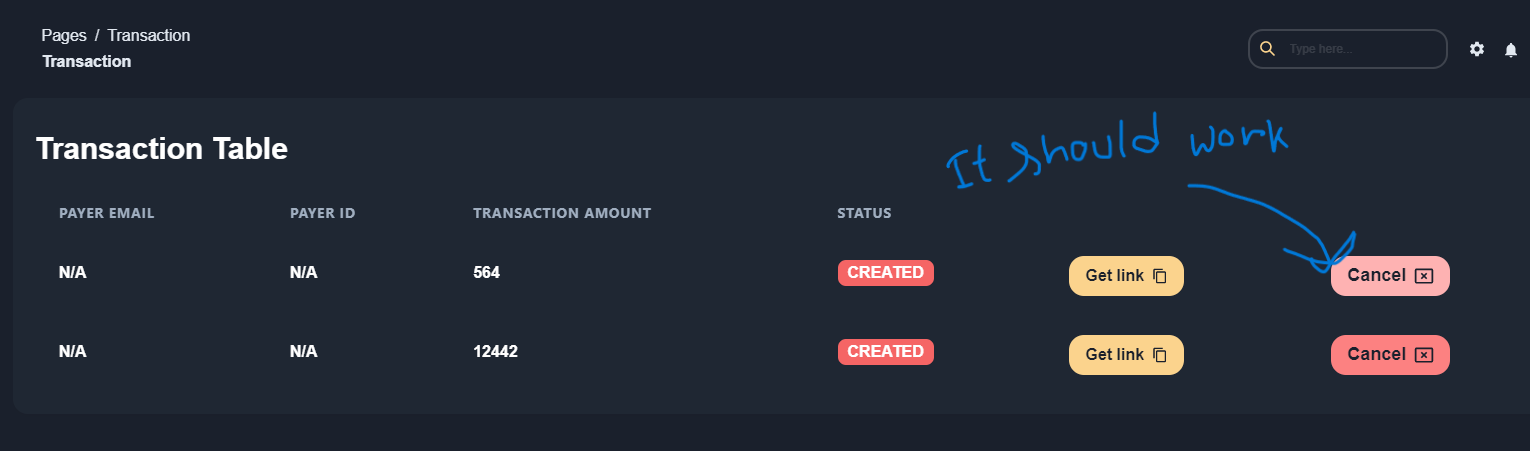 Pages / Transaction
Transaction
Type here...
Transaction Table
It should work
PAYER EMAIL PAYER ID TRANSACTION AMOUNT STATUS
N/A N/A 564 CREATED Get link Cancel
N/A N/A 12442 CREATED Get link Cancel